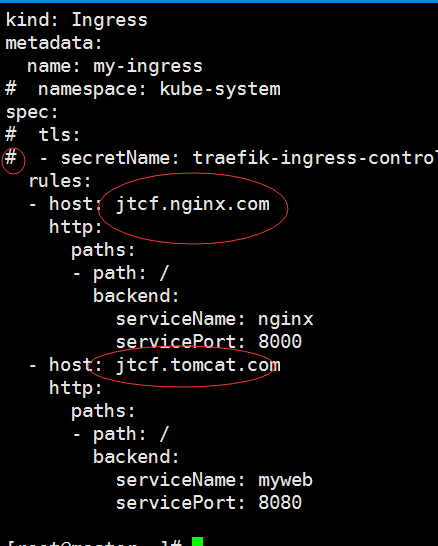 kind: Ingress
metadata:
  name: my-ingress
#  namespace: kube-system
spec:
#  tls:
#  - secretName: traefik-ingress-control
  rules:
  - host: jtcf.nginx.com
    http:
      paths:
      - path: /
        backend:
          serviceName: nginx
          servicePort: 8000
  - host: jtcf.tomcat.com
    http:
      paths:
      - path: /
        backend:
          serviceName: myweb
          servicePort: 8080
[root@master ~]#